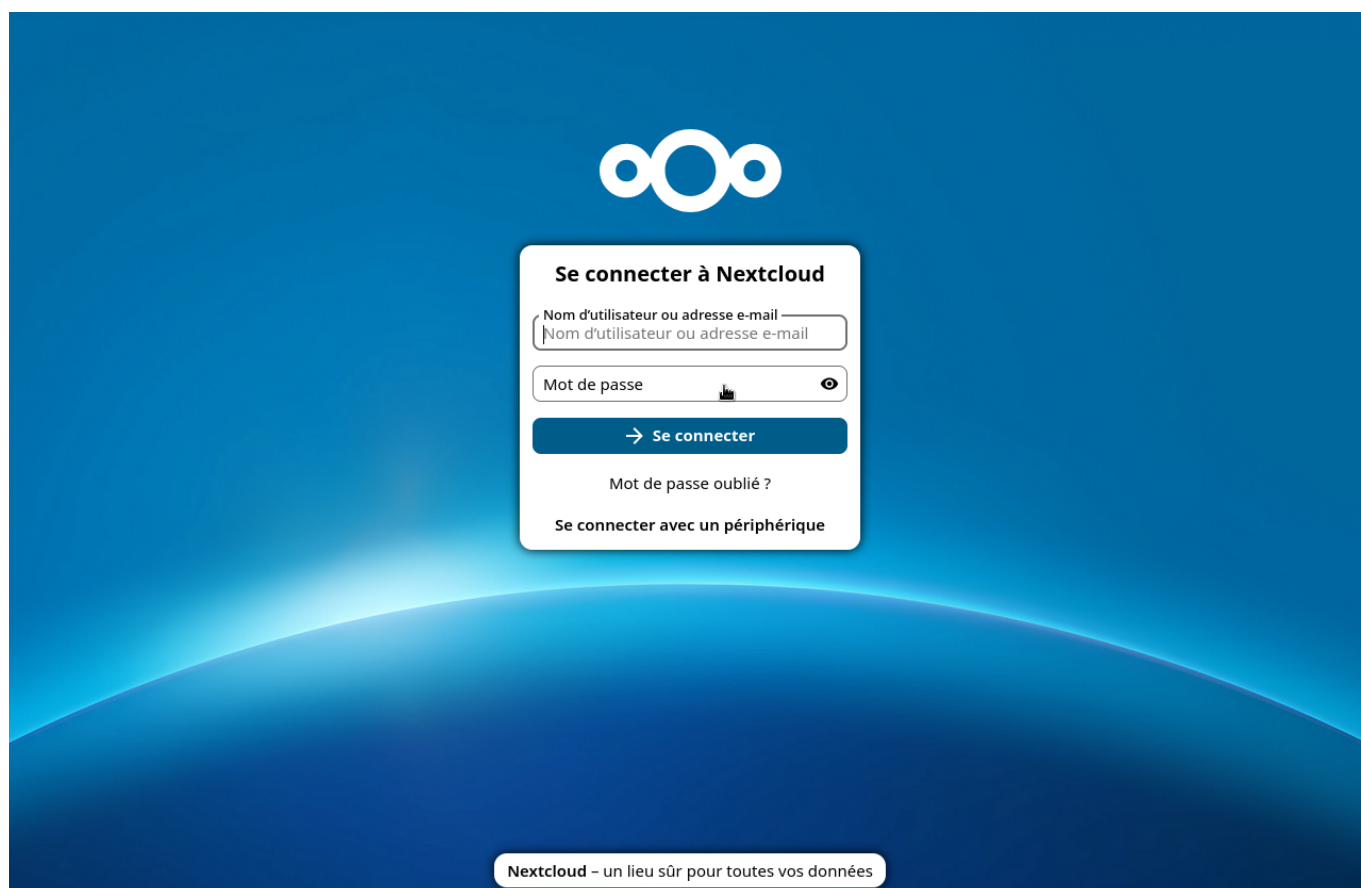 Se connecter à Nextcloud
Nom d’utilisateur ou adresse e-mail
Nom d’utilisateur ou adresse e-mail
Mot de passe
Se connecter
Mot de passe oublié ?
Se connecter avec un périphérique
Nextcloud – un lieu sûr pour toutes vos données